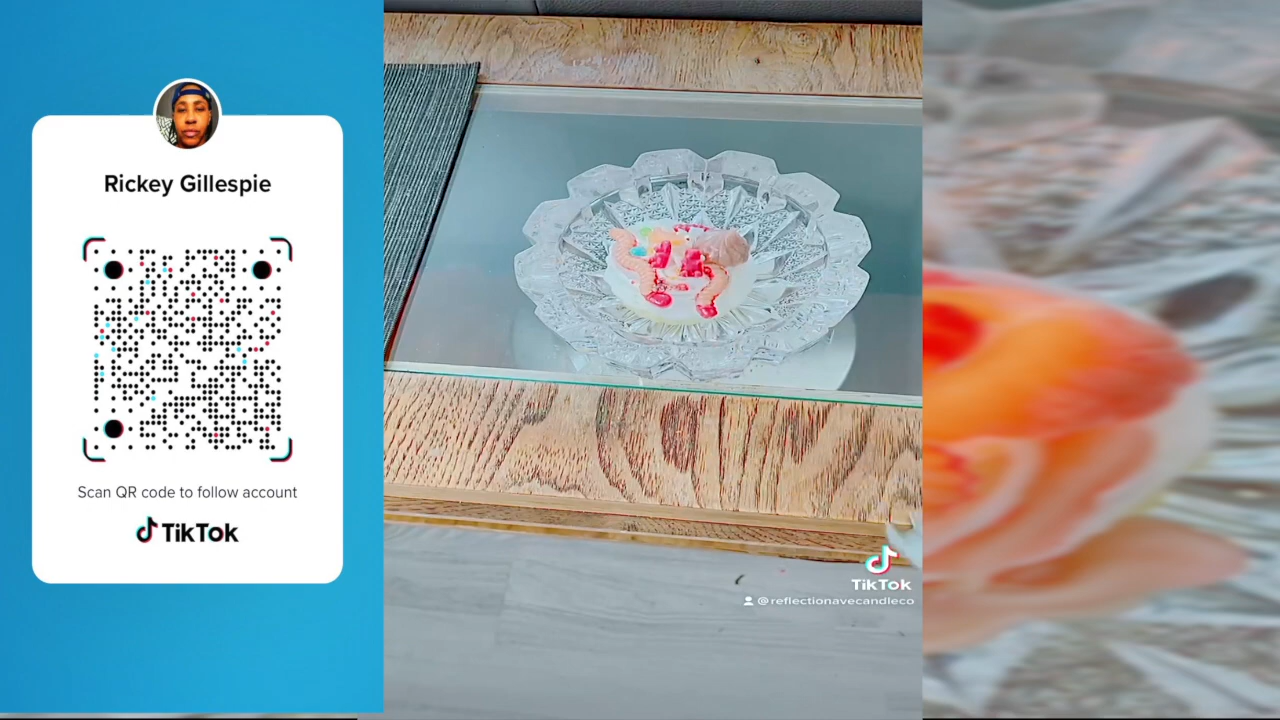 Rickey Gillespie
Scan QR code to follow account
TikTok
TikTok
@reflectionavecandleco